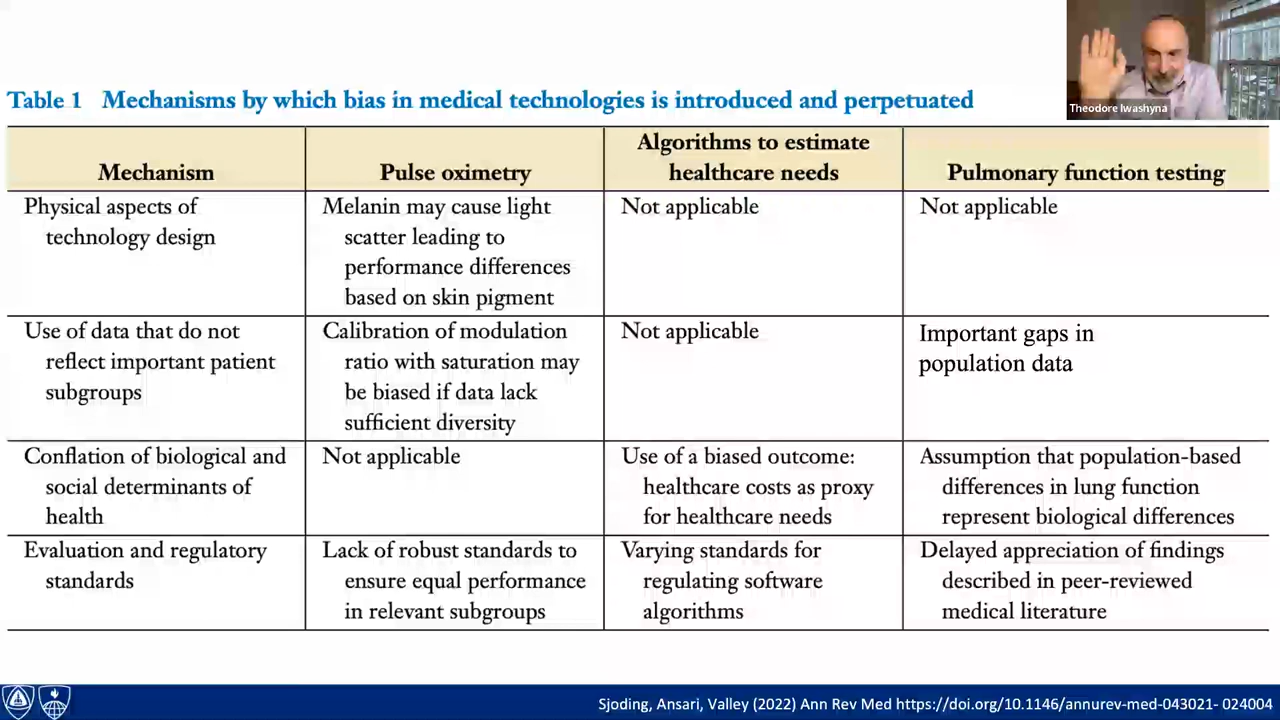 Theodore Iwashyna
Table 1 Mechanisms by which bias in medical technologies is introduced and perpetuated
Mechanism
Pulse oximetry
Algorithms to estimate
healthcare needs
Pulmonary function testing
Physical aspects of
technology design
Melanin may cause light
scatter leading to
performance differences
based on skin pigment
Not applicable
Not applicable
Use of data that do not
reflect important patient
subgroups
Calibration of modulation
ratio with saturation may
be biased if data lack
sufficient diversity
Not applicable
Important gaps in
population data
Conflation of biological and
social determinants of
health
Not applicable
Use of a biased outcome:
healthcare costs as proxy
for healthcare needs
Assumption that population-based
differences in lung function
represent biological differences
Evaluation and regulatory
standards
Lack of robust standards to
ensure equal performance
in relevant subgroups
Varying standards for
regulating software
algorithms
Delayed appreciation of findings
described in peer-reviewed
medical literature
Sjoding, Ansari, Valley (2022) Ann Rev Med https://doi.org/10.1146/annurev-med-043021- 024004